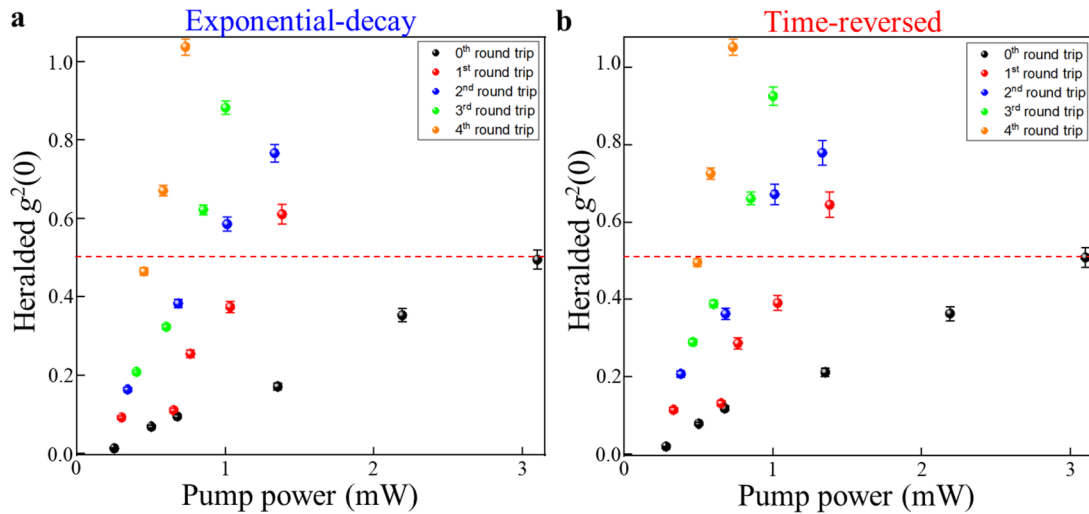 a
Exponential-decay
Heralded g²(0)
1.0
0.8
0.6
0.4
0.2
0.0
0
1
2
3
Pump power (mW)
0th round trip
1st round trip
2nd round trip
3rd round trip
4th round trip
b
Time-reversed
Heralded g²(0)
1.0
0.8
0.6
0.4
0.2
0.0
0
1
2
3
Pump power (mW)
0th round trip
1st round trip
2nd round trip
3rd round trip
4th round trip